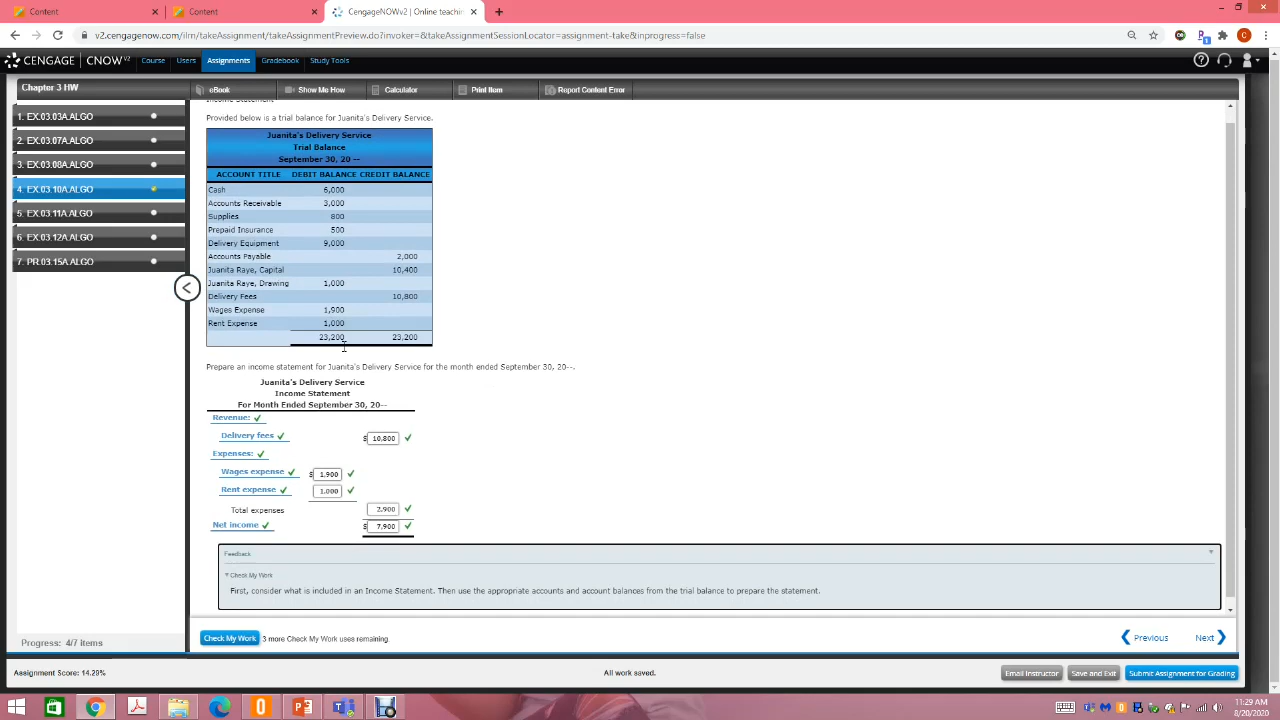 Content
Content
CengageNOWv2 | Online teachin
v2.cengagenow.com/ilrn/takeAssignment/takeAssignmentPreview.do?invoker=&takeAssignmentSessionLocator=assignment-take&inprogress=false
CENGAGE CNOWV2 Course Users Assignments Gradebook Study Tools
Chapter 3 HW
eBook Show Me How Calculator Print Item Report Content Error
1. EX.03.03A.ALGO
2. EX.03.07A.ALGO
3. EX.03.08A.ALGO
4. EX.03.10A.ALGO
5. EX.03.11A.ALGO
6. EX.03.12A.ALGO
7. PR.03.15A.ALGO
Income Statement
Provided below is a trial balance for Juanita's Delivery Service.
Juanita's Delivery Service
Trial Balance
September 30, 20 --
ACCOUNT TITLE DEBIT BALANCE CREDIT BALANCE
Cash 6,000
Accounts Receivable 3,000
Supplies 800
Prepaid Insurance 500
Delivery Equipment 9,000
Accounts Payable 2,000
Juanita Raye, Capital 10,400
Juanita Raye, Drawing 1,000
Delivery Fees 10,800
Wages Expense 1,900
Rent Expense 1,000
23,200 23,200
Prepare an income statement for Juanita's Delivery Service for the month ended September 30, 20--.
Juanita's Delivery Service
Income Statement
For Month Ended September 30, 20--
Revenue:
Delivery fees $ 10,800
Expenses:
Wages expense $ 1,900
Rent expense 1,000
Total expenses 2,900
Net income $ 7,900
Feedback
Check My Work
First, consider what is included in an Income Statement. Then use the appropriate accounts and account balances from the trial balance to prepare the statement.
Progress: 4/7 items
Check My Work 3 more Check My Work uses remaining.
Previous Next
Assignment Score: 14.29%
All work saved.
Email Instructor Save and Exit Submit Assignment for Grading
11:29 AM
8/20/2020